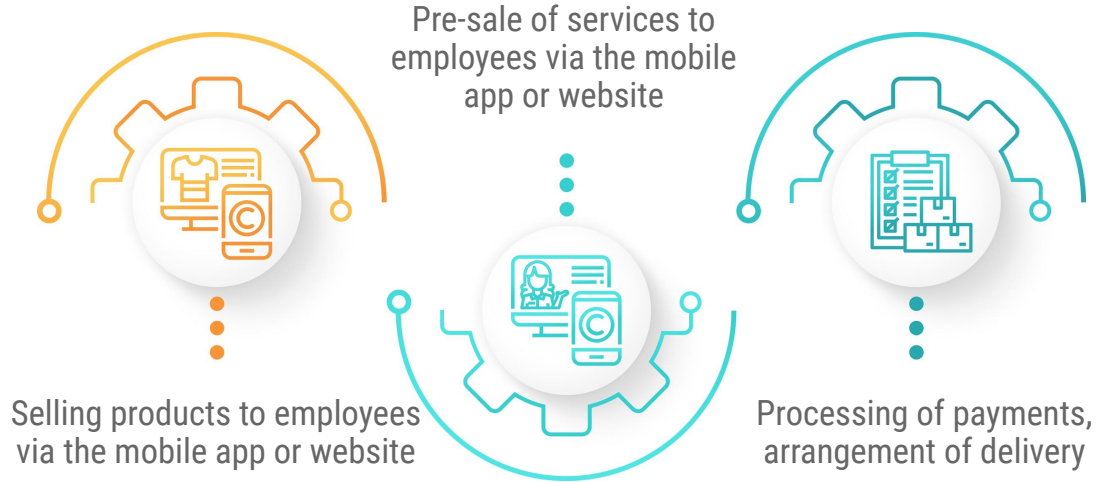 Pre-sale of services to
employees via the mobile
app or website
Selling products to employees
via the mobile app or website
Processing of payments,
arrangement of delivery